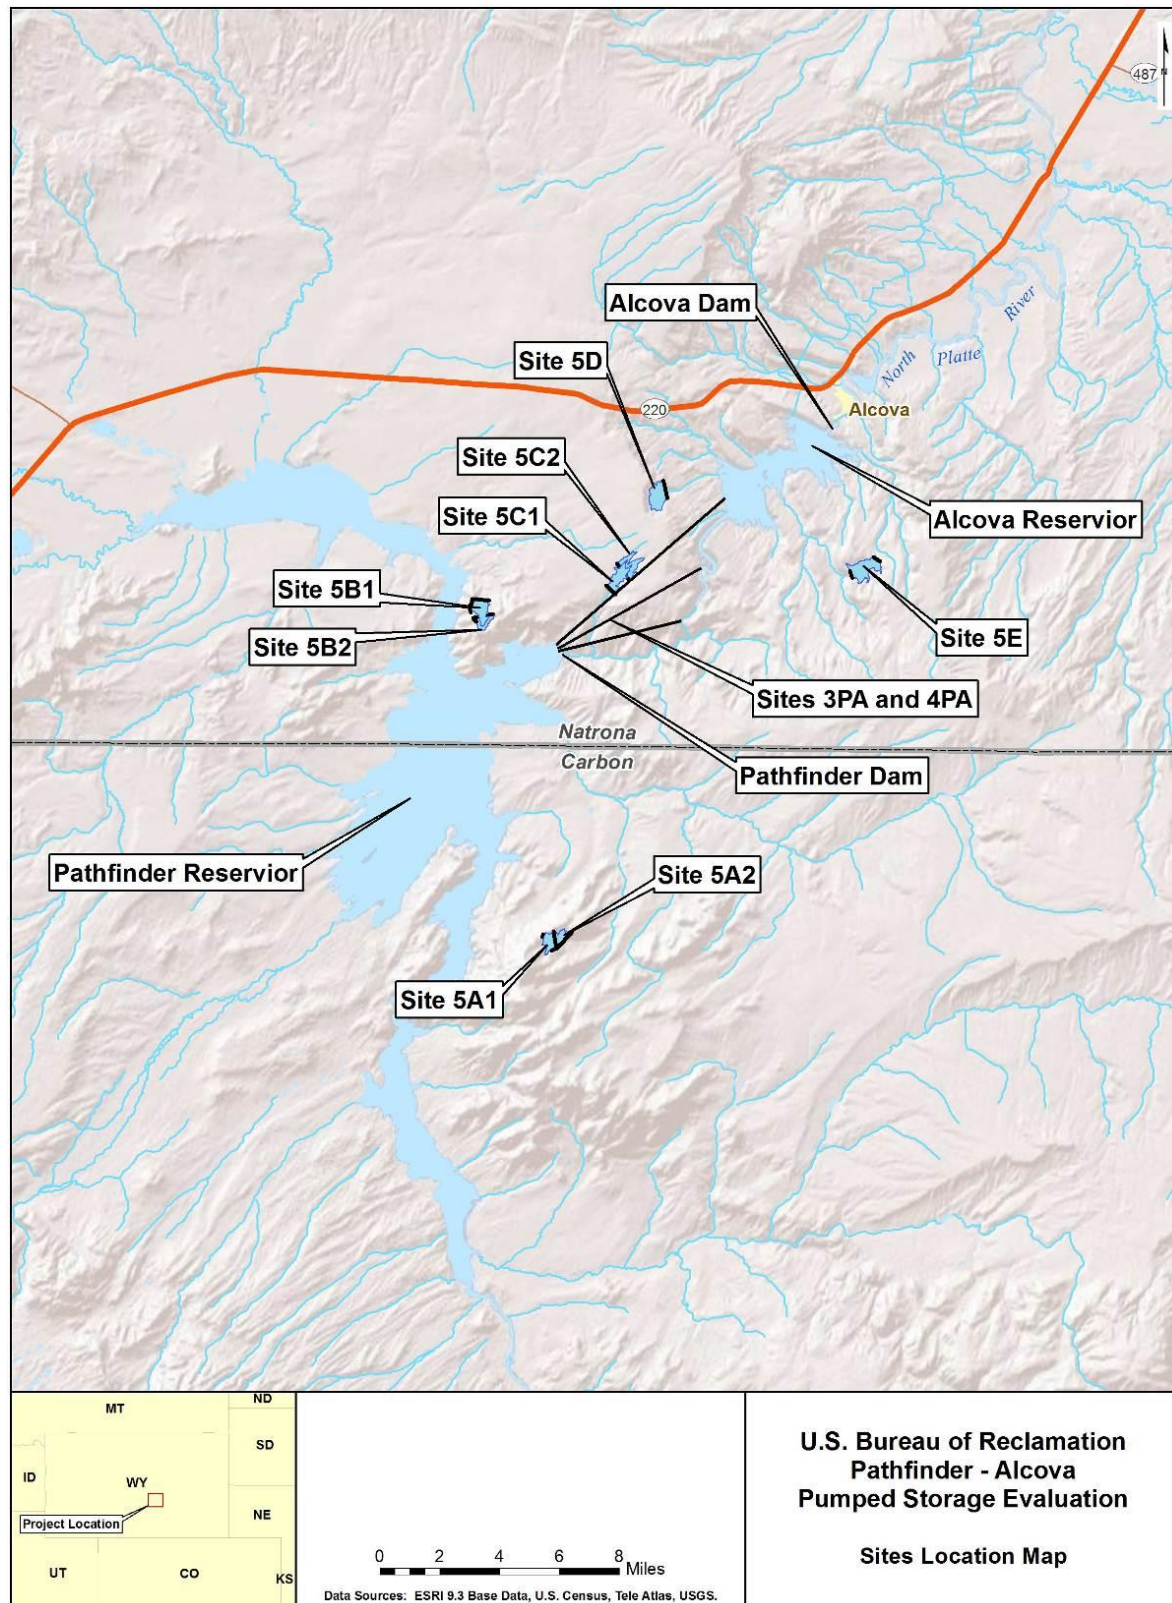 487
N
Alcova Dam
River
North
Platte
Site 5D
220
Alcova
Site 5C2
Site 5C1
Alcova Reservior
Site 5B1
Site 5B2
Site 5E
Sites 3PA and 4PA
Natrona
Carbon
Pathfinder Dam
Pathfinder Reservior
Site 5A2
Site 5A1
MT
ND
SD
ID
WY
NE
Project Location
UT
CO
KS
0 2 4 6 8
Miles
Data Sources: ESRI 9.3 Base Data, U.S. Census, Tele Atlas, USGS.
U.S. Bureau of Reclamation
Pathfinder - Alcova
Pumped Storage Evaluation
Sites Location Map